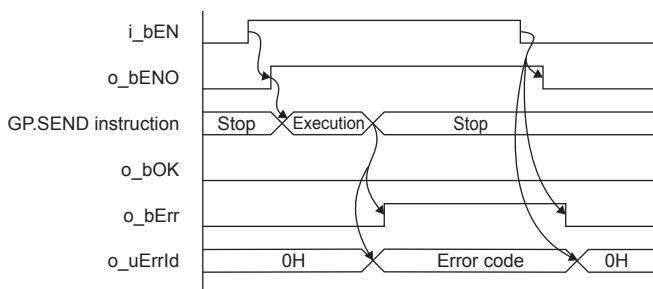 i_bEN
o_bENO
GP.SEND instruction Stop Execution Stop
o_bOK
o_bErr
o_uErrId 0H Error code 0H